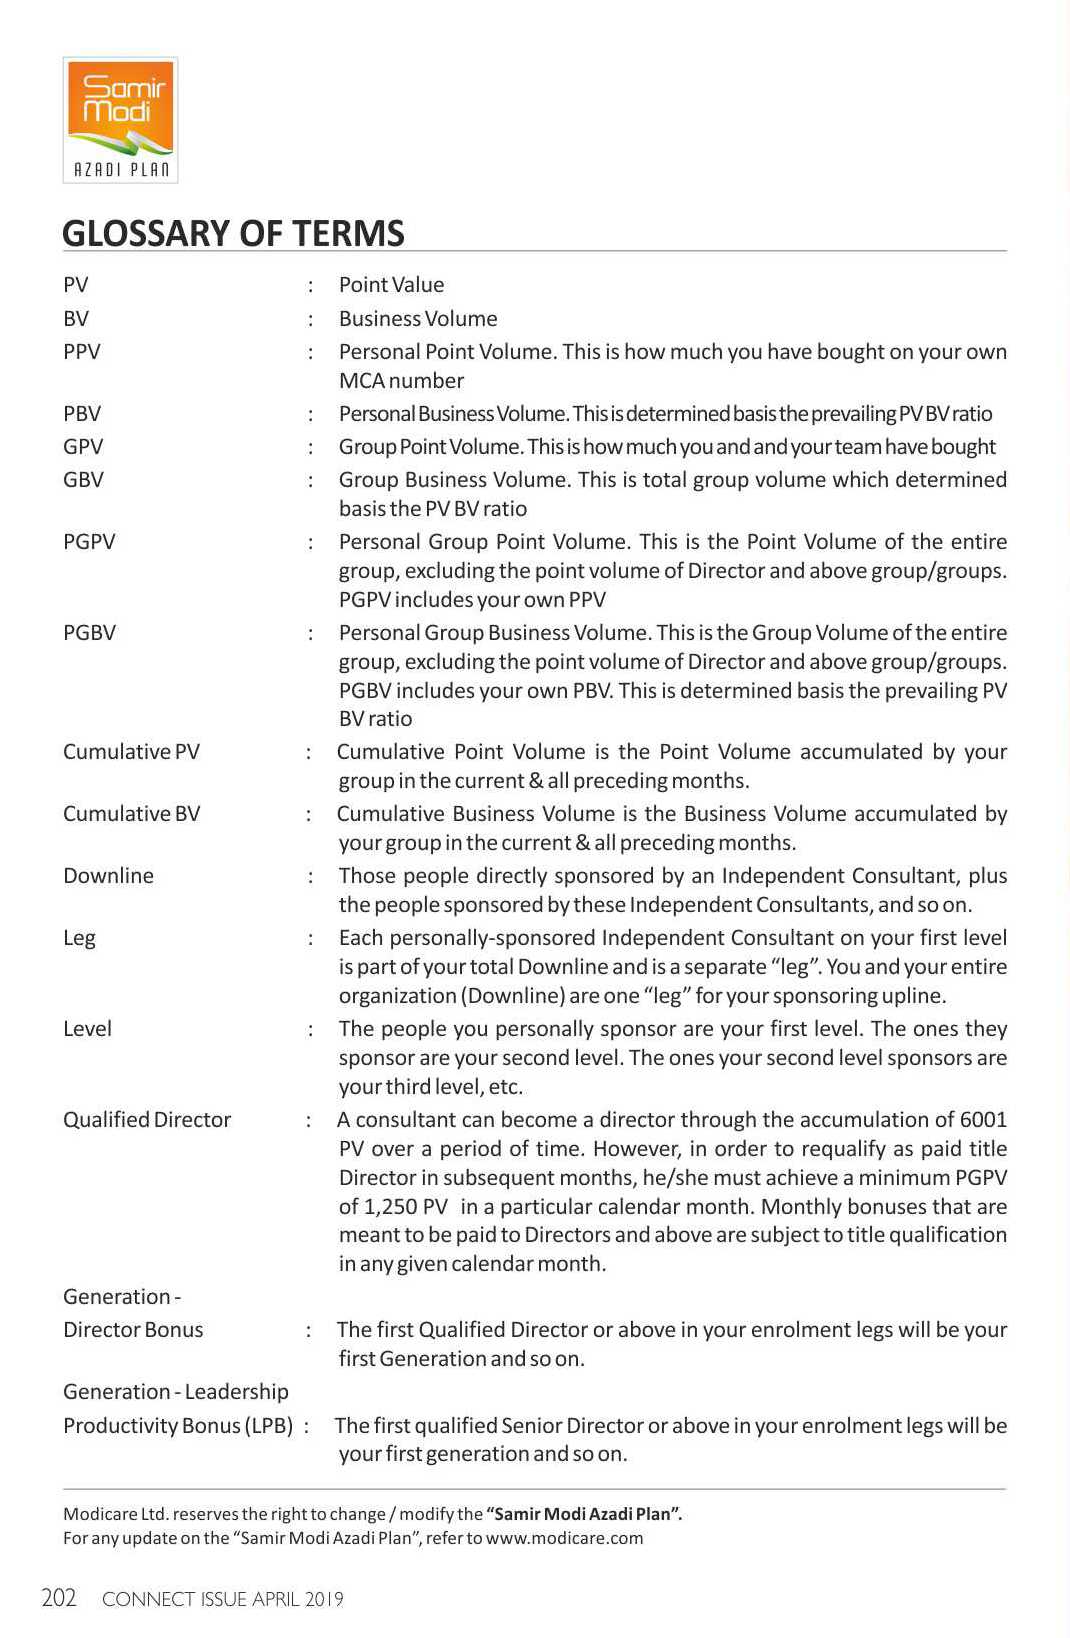 Samir
Modi
AZADI PLAN
GLOSSARY OF TERMS
PV : Point Value
BV : Business Volume
PPV : Personal Point Volume. This is how much you have bought on your own
MCA number
PBV : Personal Business Volume. This is determined basis the prevailing PV BV ratio
GPV : Group Point Volume. This is how much you and and your team have bought
GBV : Group Business Volume. This is total group volume which determined
basis the PV BV ratio
PGPV : Personal Group Point Volume. This is the Point Volume of the entire
group, excluding the point volume of Director and above group/groups.
PGPV includes your own PPV
PGBV : Personal Group Business Volume. This is the Group Volume of the entire
group, excluding the point volume of Director and above group/groups.
PGBV includes your own PBV. This is determined basis the prevailing PV
BV ratio
Cumulative PV : Cumulative Point Volume is the Point Volume accumulated by your
group in the current & all preceding months.
Cumulative BV : Cumulative Business Volume is the Business Volume accumulated by
your group in the current & all preceding months.
Downline : Those people directly sponsored by an Independent Consultant, plus
the people sponsored by these Independent Consultants, and so on.
Leg : Each personally-sponsored Independent Consultant on your first level
is part of your total Downline and is a separate “leg”. You and your entire
organization (Downline) are one “leg” for your sponsoring upline.
Level : The people you personally sponsor are your first level. The ones they
sponsor are your second level. The ones your second level sponsors are
your third level, etc.
Qualified Director : A consultant can become a director through the accumulation of 6001
PV over a period of time. However, in order to requalify as paid title
Director in subsequent months, he/she must achieve a minimum PGPV
of 1,250 PV in a particular calendar month. Monthly bonuses that are
meant to be paid to Directors and above are subject to title qualification
in any given calendar month.
Generation -
Director Bonus : The first Qualified Director or above in your enrolment legs will be your
first Generation and so on.
Generation - Leadership
Productivity Bonus (LPB) : The first qualified Senior Director or above in your enrolment legs will be
your first generation and so on.
Modicare Ltd. reserves the right to change / modify the “Samir Modi Azadi Plan”.
For any update on the “Samir Modi Azadi Plan”, refer to www.modicare.com
202 CONNECT ISSUE APRIL 2019